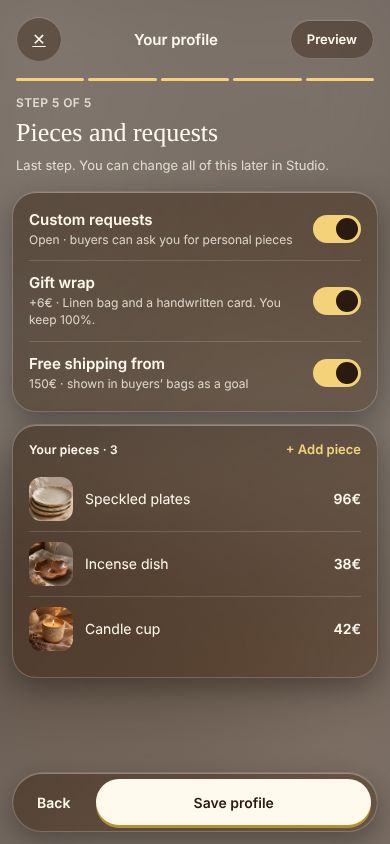 ✕
Your profile
Preview
STEP 5 OF 5
Pieces and requests
Last step. You can change all of this later in Studio.
Custom requests
Open · buyers can ask you for personal pieces
Gift wrap
+6€ · Linen bag and a handwritten card. You
keep 100%.
Free shipping from
150€ · shown in buyers’ bags as a goal
Your pieces · 3
+ Add piece
Speckled plates
96€
Incense dish
38€
Candle cup
42€
Back
Save profile